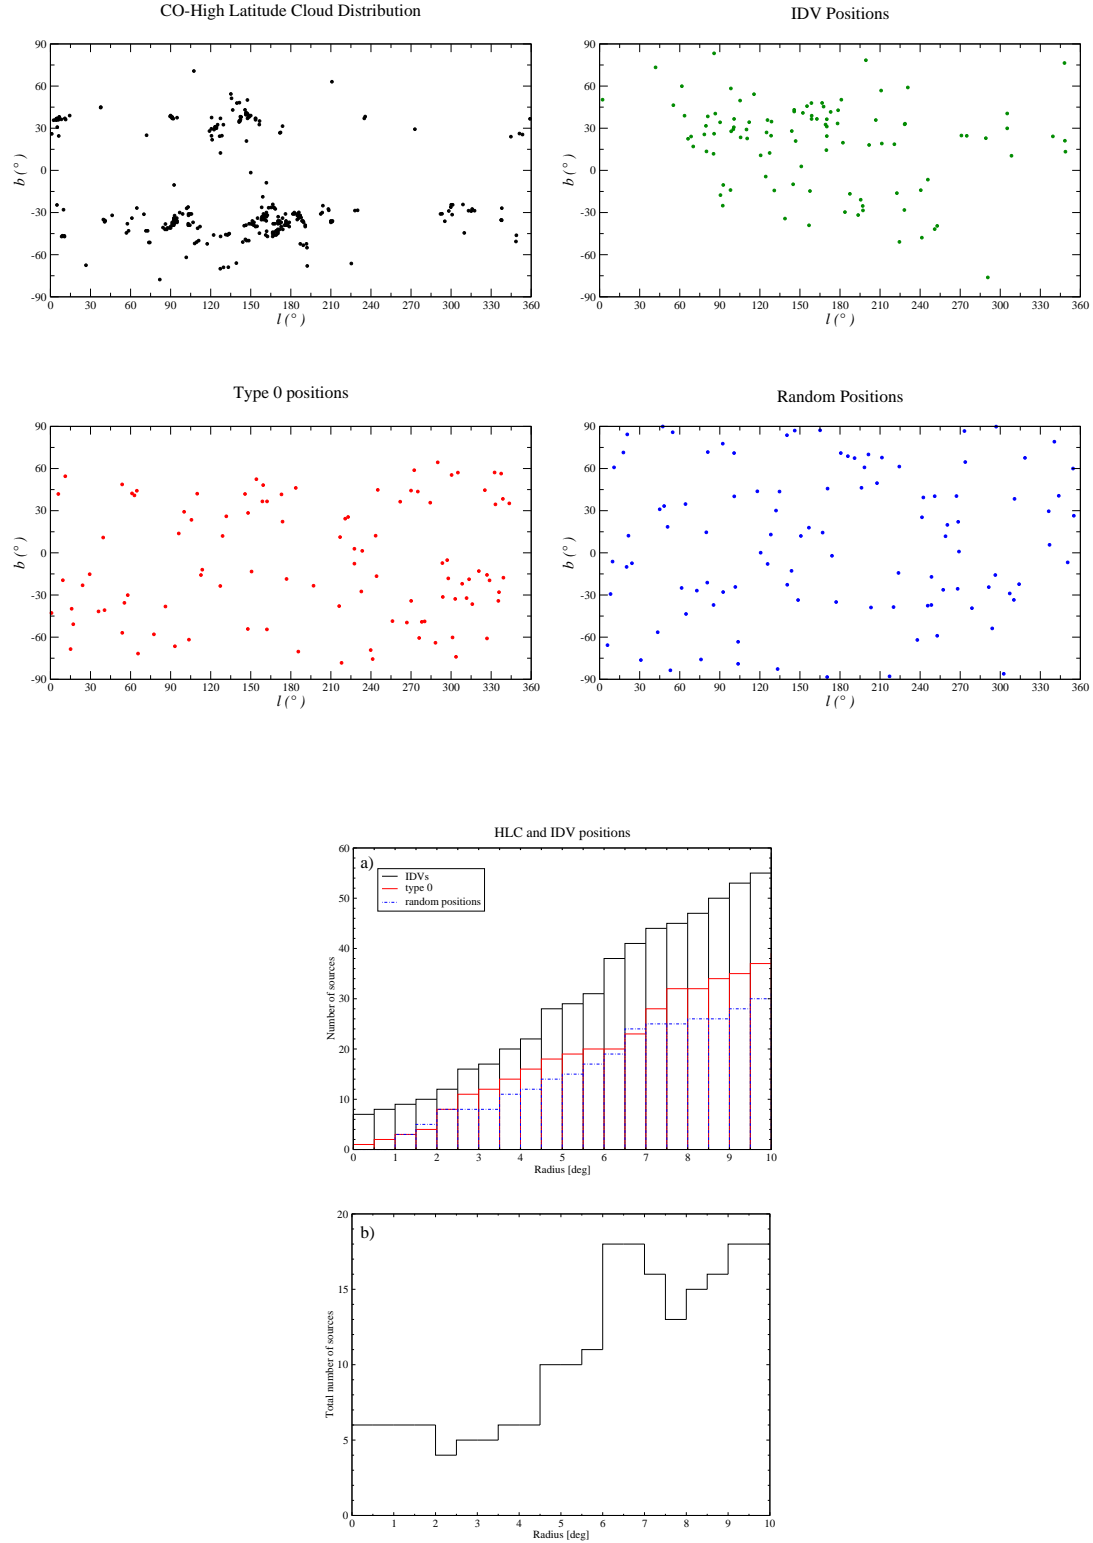 CO-High Latitude Cloud Distribution
90
60
30
0
-30
-60
-90
b (°)
0 30 60 90 120 150 180 210 240 270 300 330 360
l (°)
IDV Positions
90
60
30
0
-30
-60
-90
b (°)
0 30 60 90 120 150 180 210 240 270 300 330 360
l (°)
Type 0 positions
90
60
30
0
-30
-60
-90
b (°)
0 30 60 90 120 150 180 210 240 270 300 330 360
l (°)
Random Positions
90
60
30
0
-30
-60
-90
b (°)
0 30 60 90 120 150 180 210 240 270 300 330 360
l (°)
HLC and IDV positions
a)
IDVs
type 0
random positions
60
50
40
30
20
10
0
Number of sources
0 1 2 3 4 5 6 7 8 9 10
Radius [deg]
b)
20
15
10
5
0
Total number of sources
0 1 2 3 4 5 6 7 8 9 10
Radius [deg]